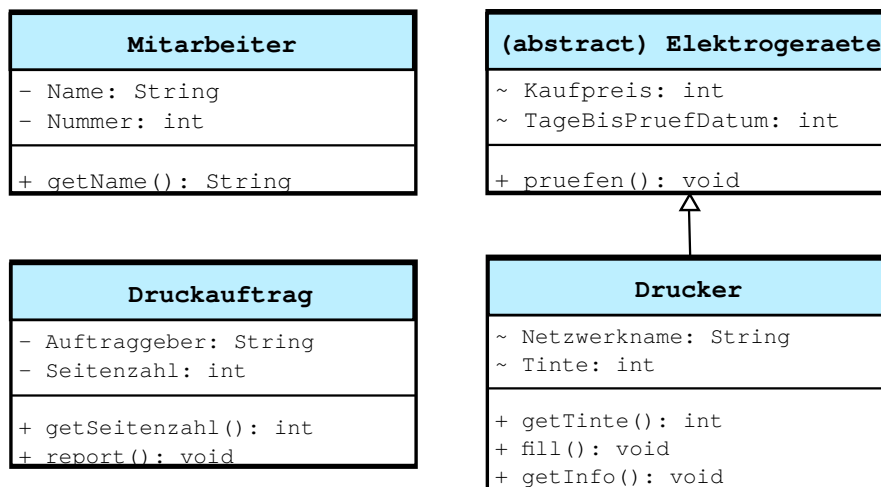 Mitarbeiter
- Name: String
- Nummer: int
+ getName(): String
(abstract) Elektrogeraete
~ Kaufpreis: int
~ TageBisPruefDatum: int
+ pruefen(): void
Druckauftrag
- Auftraggeber: String
- Seitenzahl: int
+ getSeitenzahl(): int
+ report(): void
Drucker
~ Netzwerkname: String
~ Tinte: int
+ getTinte(): int
+ fill(): void
+ getInfo(): void